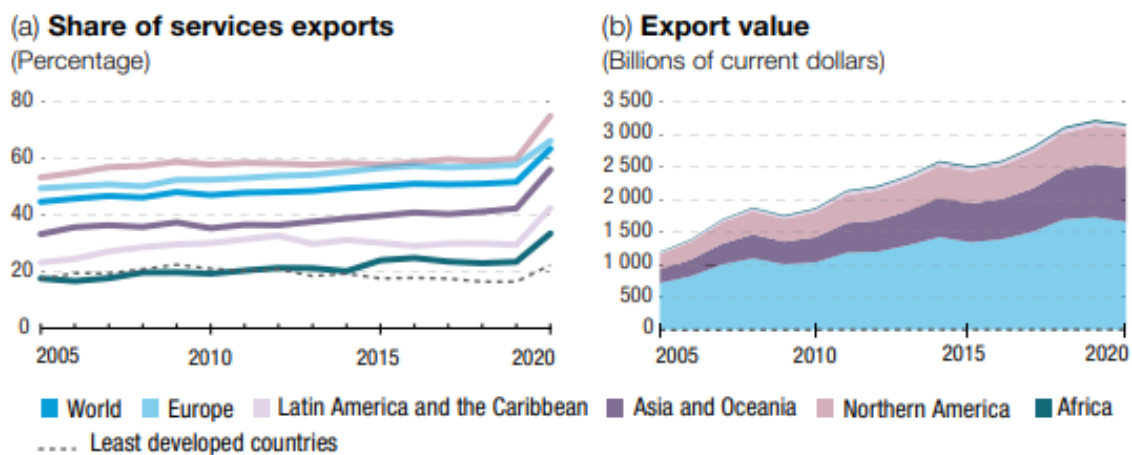 (a) Share of services exports
(Percentage)
80
60
40
20
0
2005 2010 2015 2020
(b) Export value
(Billions of current dollars)
3 500
3 000
2 500
2 000
1 500
1 000
500
0
2005 2010 2015 2020
World Europe Latin America and the Caribbean Asia and Oceania Northern America Africa
Least developed countries